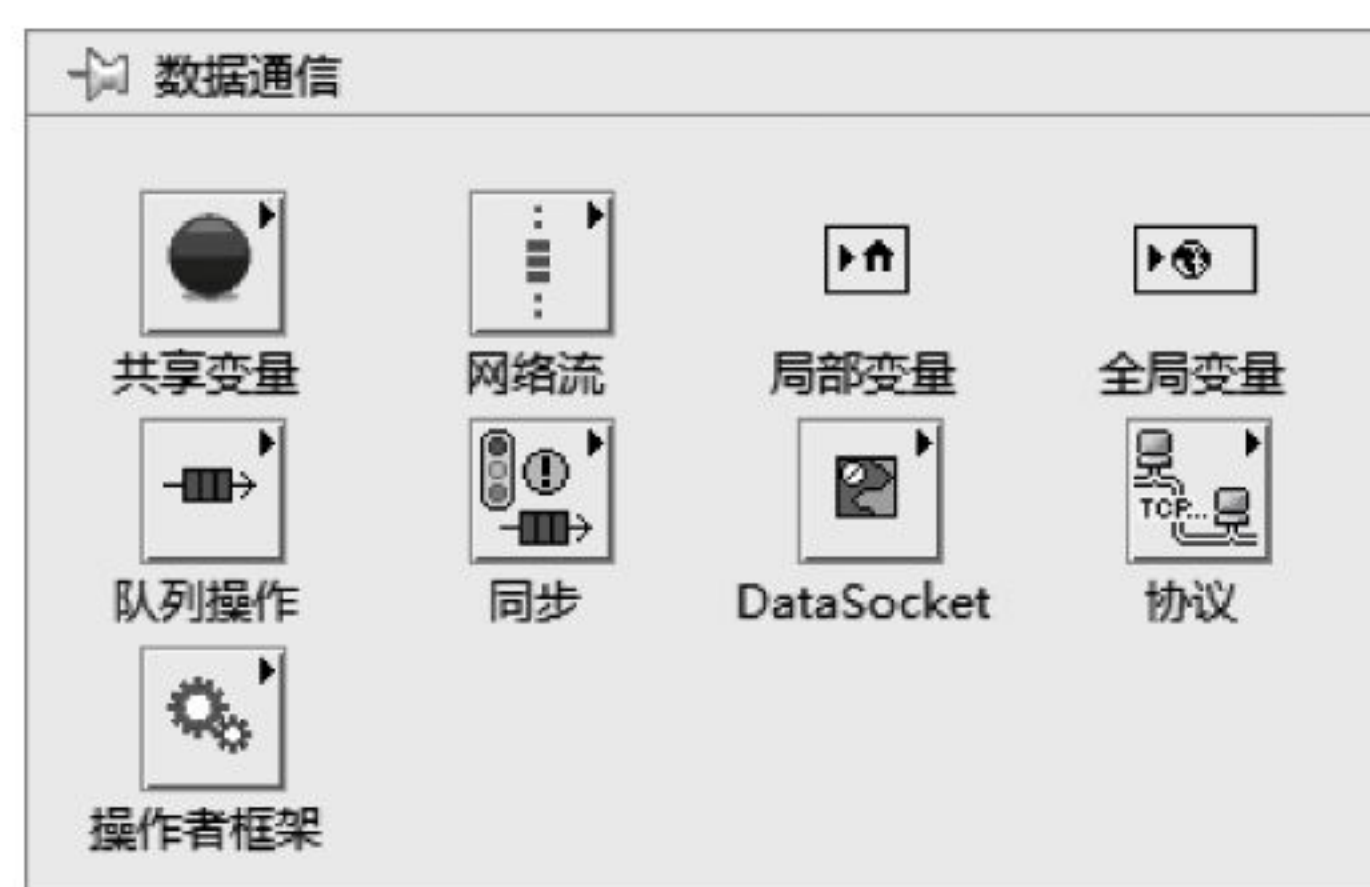 数据通信
共享变量 网络流 局部变量 全局变量
TCP...
队列操作 同步 DataSocket 协议
操作者框架